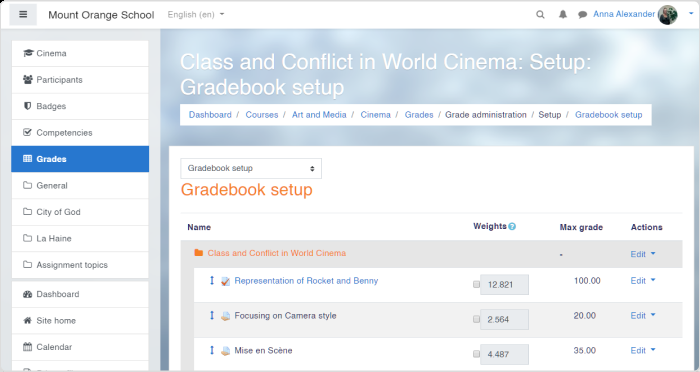 Mount Orange School English (en) Anna Alexander
Cinema
Participants
Badges
Competencies
Grades
General
City of God
La Haine
Assignment topics
Dashboard
Site home
Calendar
Class and Conflict in World Cinema: Setup:
Gradebook setup
Dashboard / Courses / Art and Media / Cinema / Grades / Grade administration / Setup / Gradebook setup
Gradebook setup
Gradebook setup
Name Weights Max grade Actions
Class and Conflict in World Cinema - Edit
Representation of Rocket and Benny 12.821 100.00 Edit
Focusing on Camera style 2.564 20.00 Edit
Mise en Scène 4.487 35.00 Edit